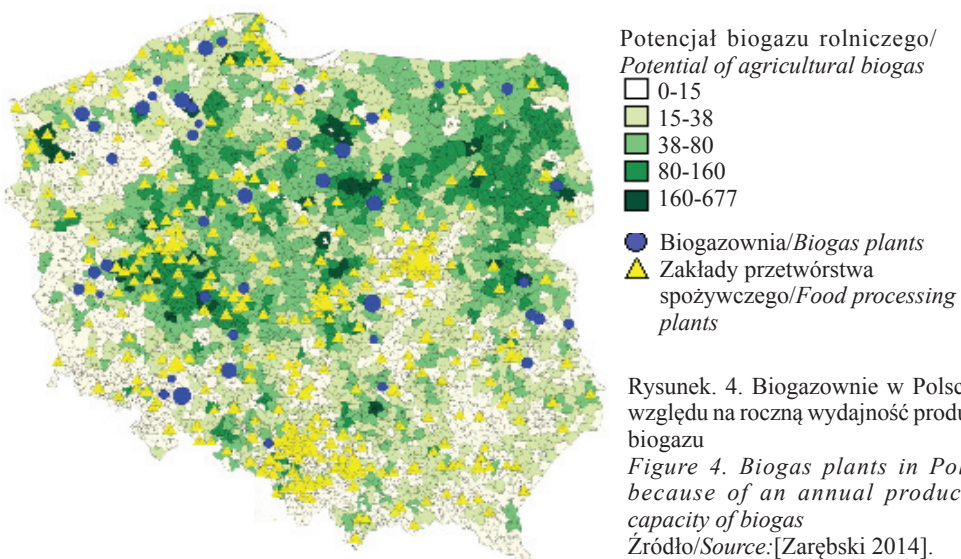 Potencjał biogazu rolniczego/
Potential of agricultural biogas
0-15
15-38
38-80
80-160
160-677
Biogazownia/Biogas plants
Zakłady przetwórstwa
spożywczego/Food processing
plants
Rysunek. 4. Biogazownie w Polsc
względu na roczną wydajność produ
biogazu
Figure 4. Biogas plants in Pol
because of an annual produc
capacity of biogas
Źródło/Source:[Zarębski 2014].